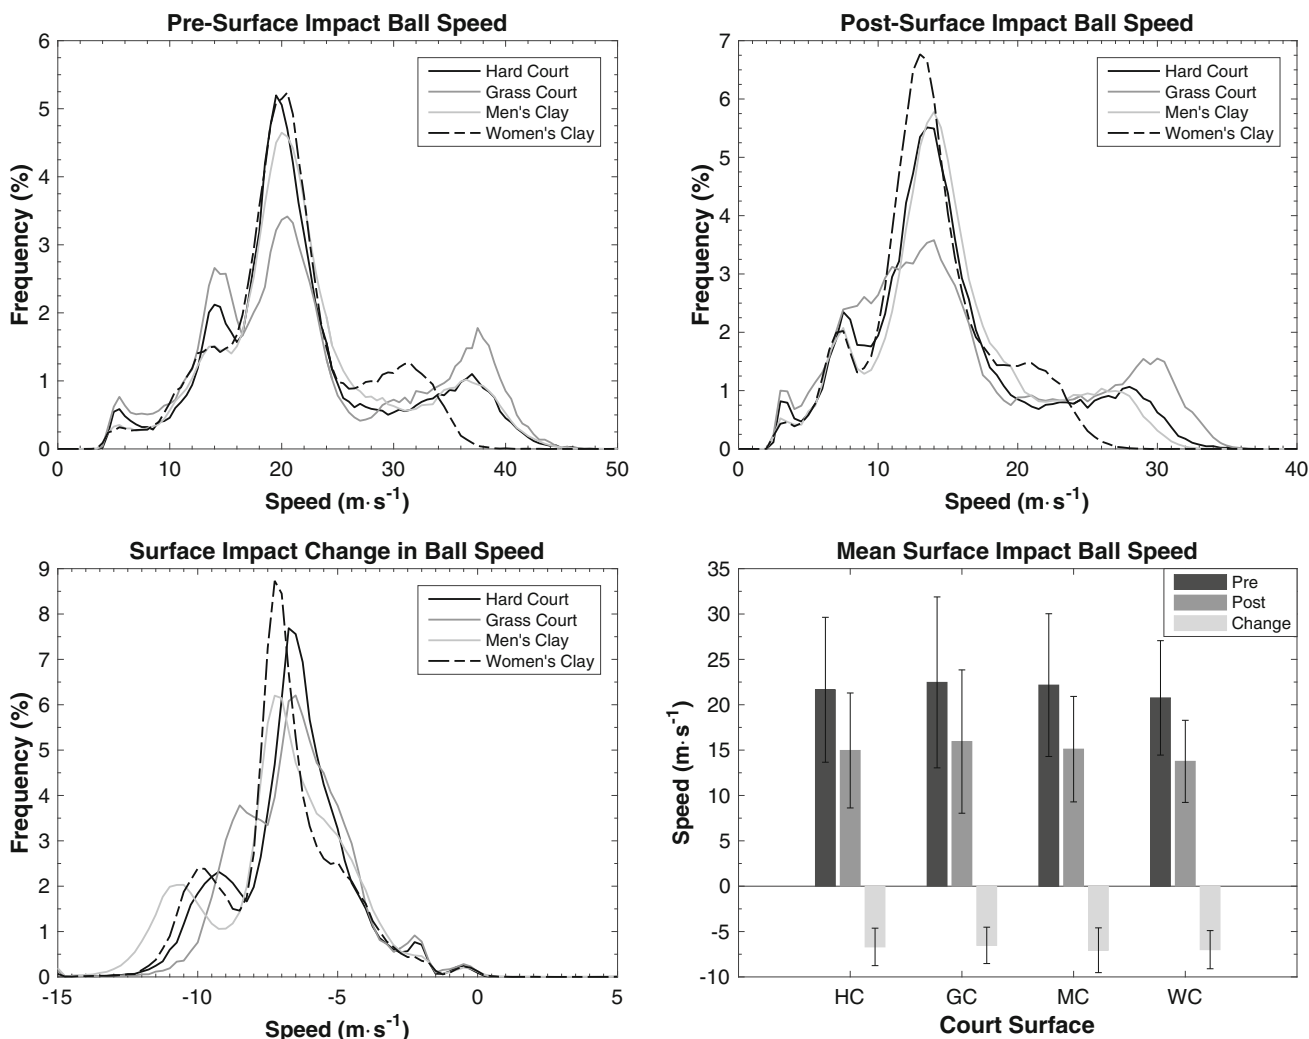 Pre-Surface Impact Ball Speed
6
5
4
3
2
1
0
Frequency (%)
Hard Court
Grass Court
Men's Clay
Women's Clay
0 10 20 30 40 50
Speed (m·s-1)
Post-Surface Impact Ball Speed
7
6
5
4
3
2
1
0
Frequency (%)
Hard Court
Grass Court
Men's Clay
Women's Clay
0 10 20 30 40
Speed (m·s-1)
Surface Impact Change in Ball Speed
9
8
7
6
5
4
3
2
1
0
Frequency (%)
Hard Court
Grass Court
Men's Clay
Women's Clay
-15 -10 -5 0 5
Speed (m·s-1)
Mean Surface Impact Ball Speed
35
30
25
20
15
10
5
0
-5
-10
Speed (m·s-1)
Pre
Post
Change
HC GC MC WC
Court Surface